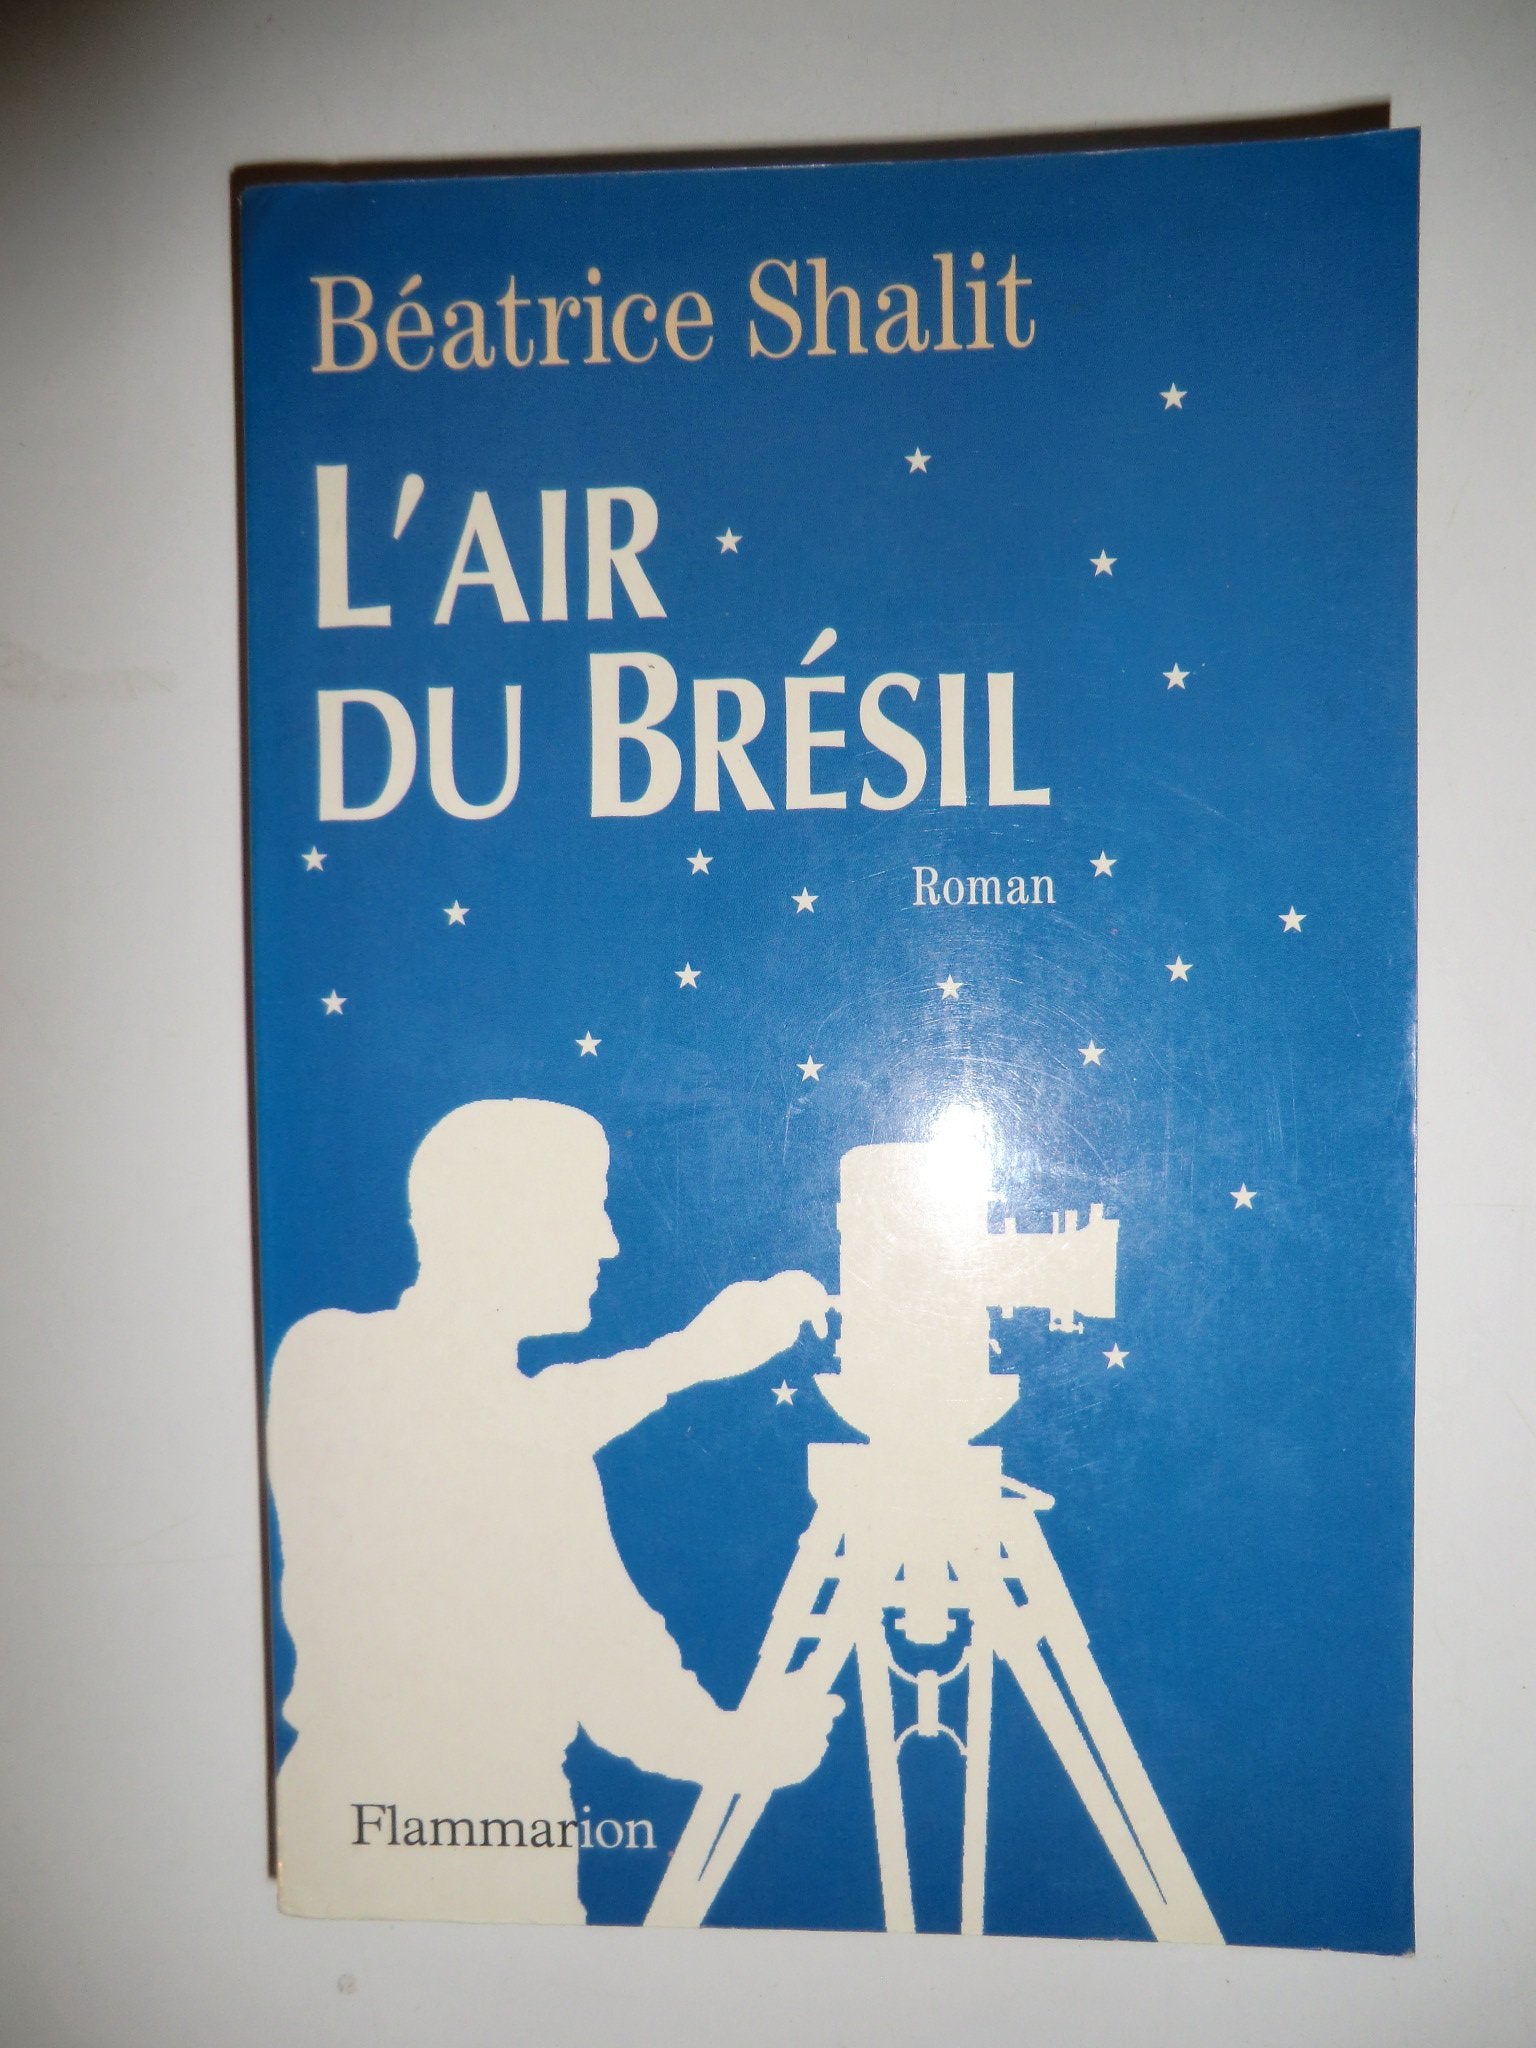 Béatrice Shalit
L'AIR
DU BRÉSIL
Roman
Flammarion